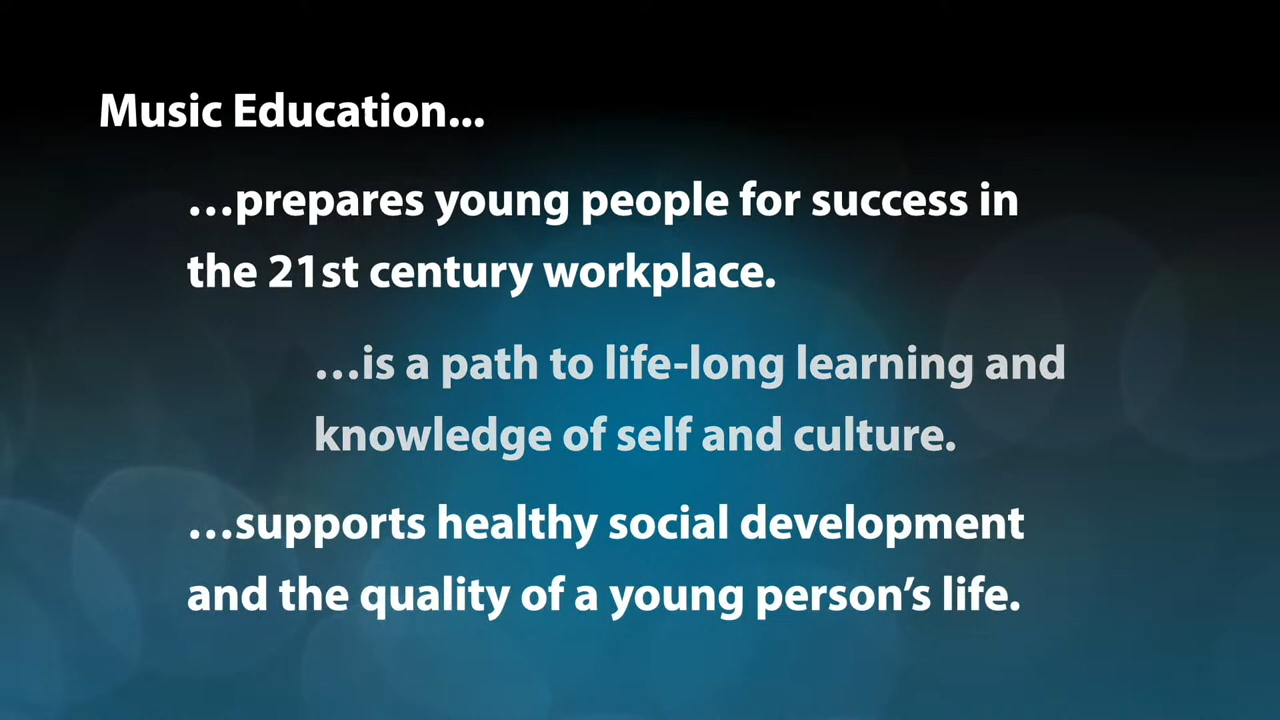 Music Education...
…prepares young people for success in
the 21st century workplace.
…is a path to life-long learning and
knowledge of self and culture.
…supports healthy social development
and the quality of a young person’s life.